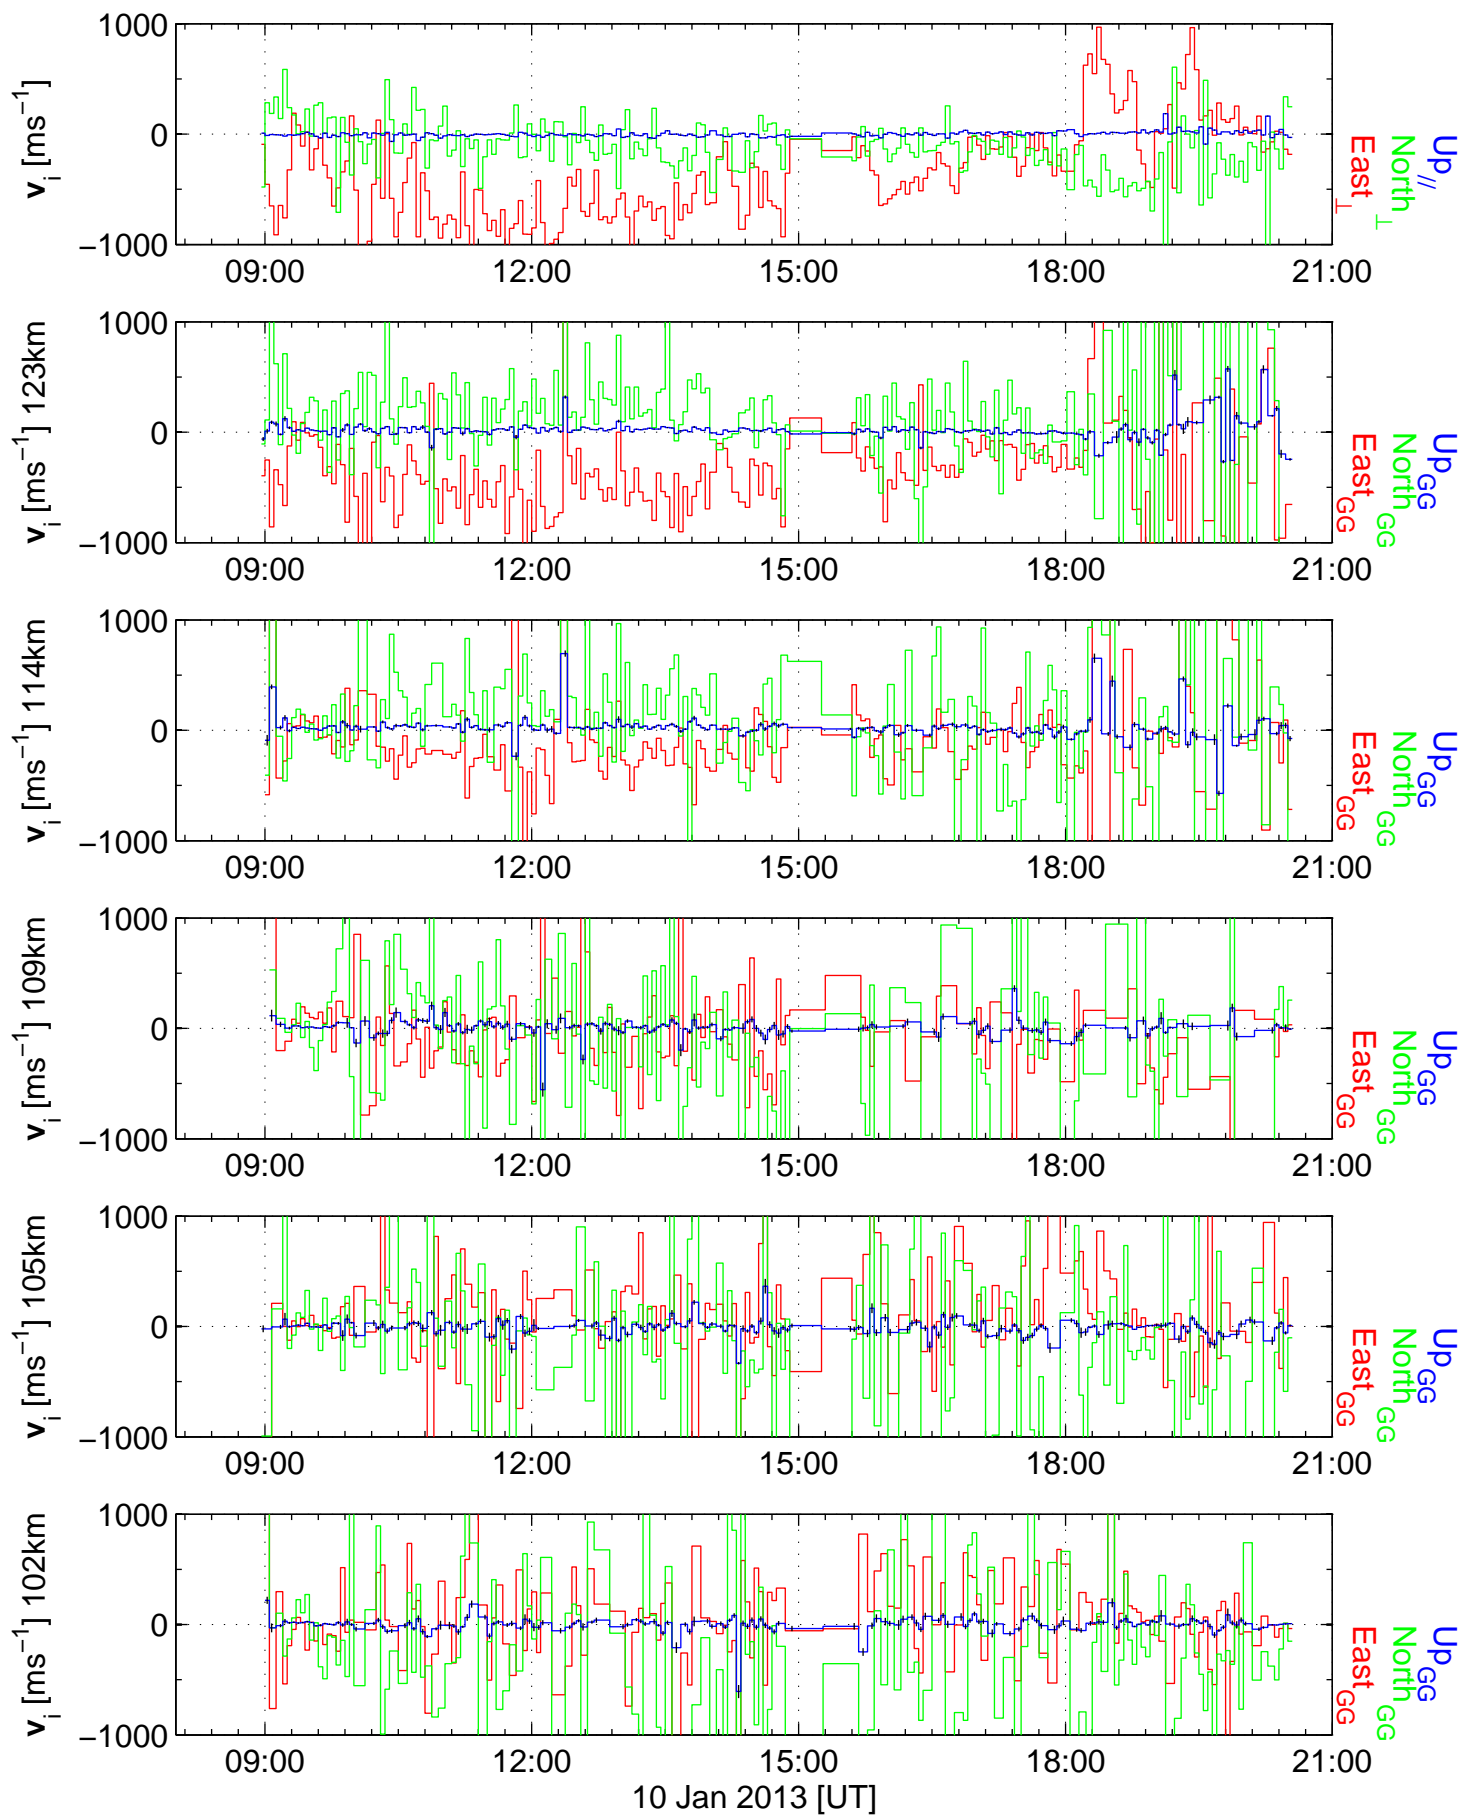 1000
0
−1000
v_i [ms^−1]
09:00 12:00 15:00 18:00 21:00
Up_//
North_⊥
East_⊥
1000
0
−1000
v_i [ms^−1] 123km
09:00 12:00 15:00 18:00 21:00
Up_GG
North_GG
East_GG
1000
0
−1000
v_i [ms^−1] 114km
09:00 12:00 15:00 18:00 21:00
Up_GG
North_GG
East_GG
1000
0
−1000
v_i [ms^−1] 109km
09:00 12:00 15:00 18:00 21:00
Up_GG
North_GG
East_GG
1000
0
−1000
v_i [ms^−1] 105km
09:00 12:00 15:00 18:00 21:00
Up_GG
North_GG
East_GG
1000
0
−1000
v_i [ms^−1] 102km
09:00 12:00 15:00 18:00 21:00
Up_GG
North_GG
East_GG
10 Jan 2013 [UT]